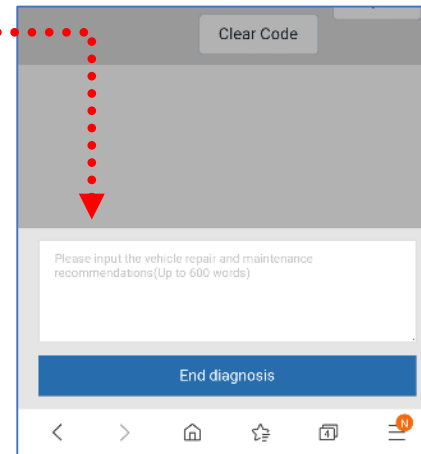 Clear Code
Please input the vehicle repair and maintenance
recommendations(Up to 600 words)
End diagnosis
4
N